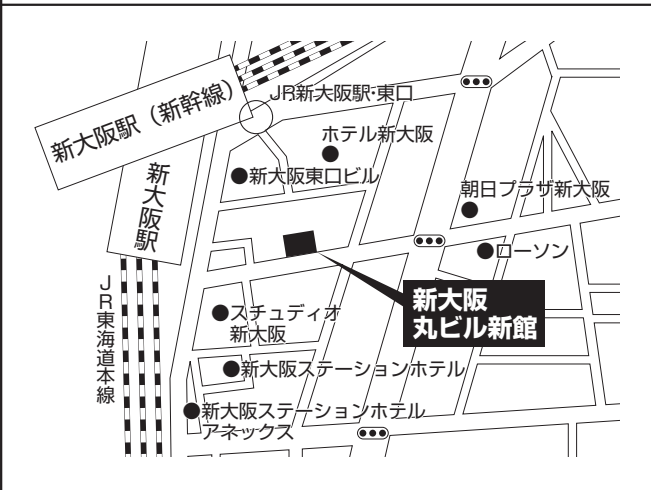 新大阪駅（新幹線）
JR新大阪駅・東口
ホテル新大阪
新大阪東口ビル
新大阪駅
朝日プラザ新大阪
ローソン
新大阪
丸ビル新館
JR東海道本線
スチュディオ
新大阪
新大阪ステーションホテル
新大阪ステーションホテル
アネックス